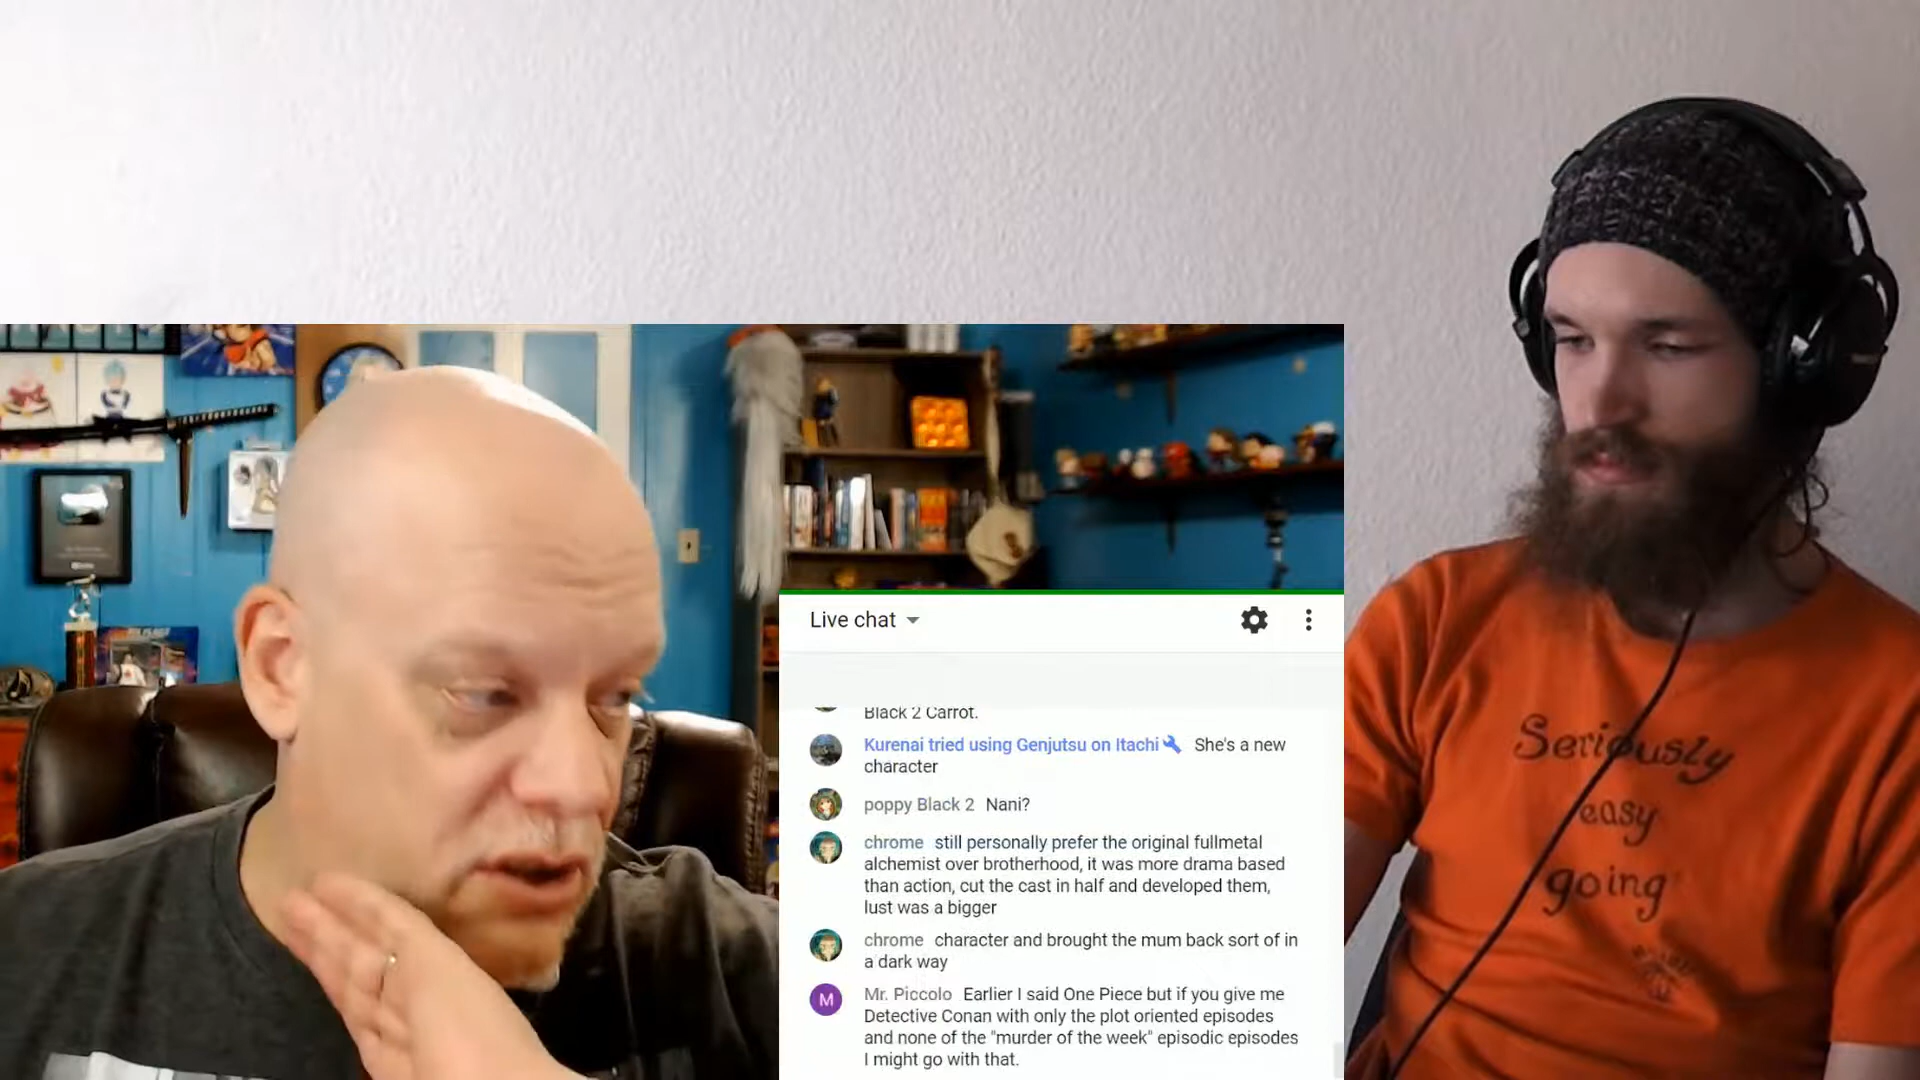 Live chat
Black 2 Carrot.
Kurenai tried using Genjutsu on Itachi She's a new
character
poppy Black 2 Nani?
chrome still personally prefer the original fullmetal
alchemist over brotherhood, it was more drama based
than action, cut the cast in half and developed them,
lust was a bigger
chrome character and brought the mum back sort of in
a dark way
M
Mr. Piccolo Earlier I said One Piece but if you give me
Detective Conan with only the plot oriented episodes
and none of the "murder of the week" episodic episodes
I might go with that.
Seriously
easy
going